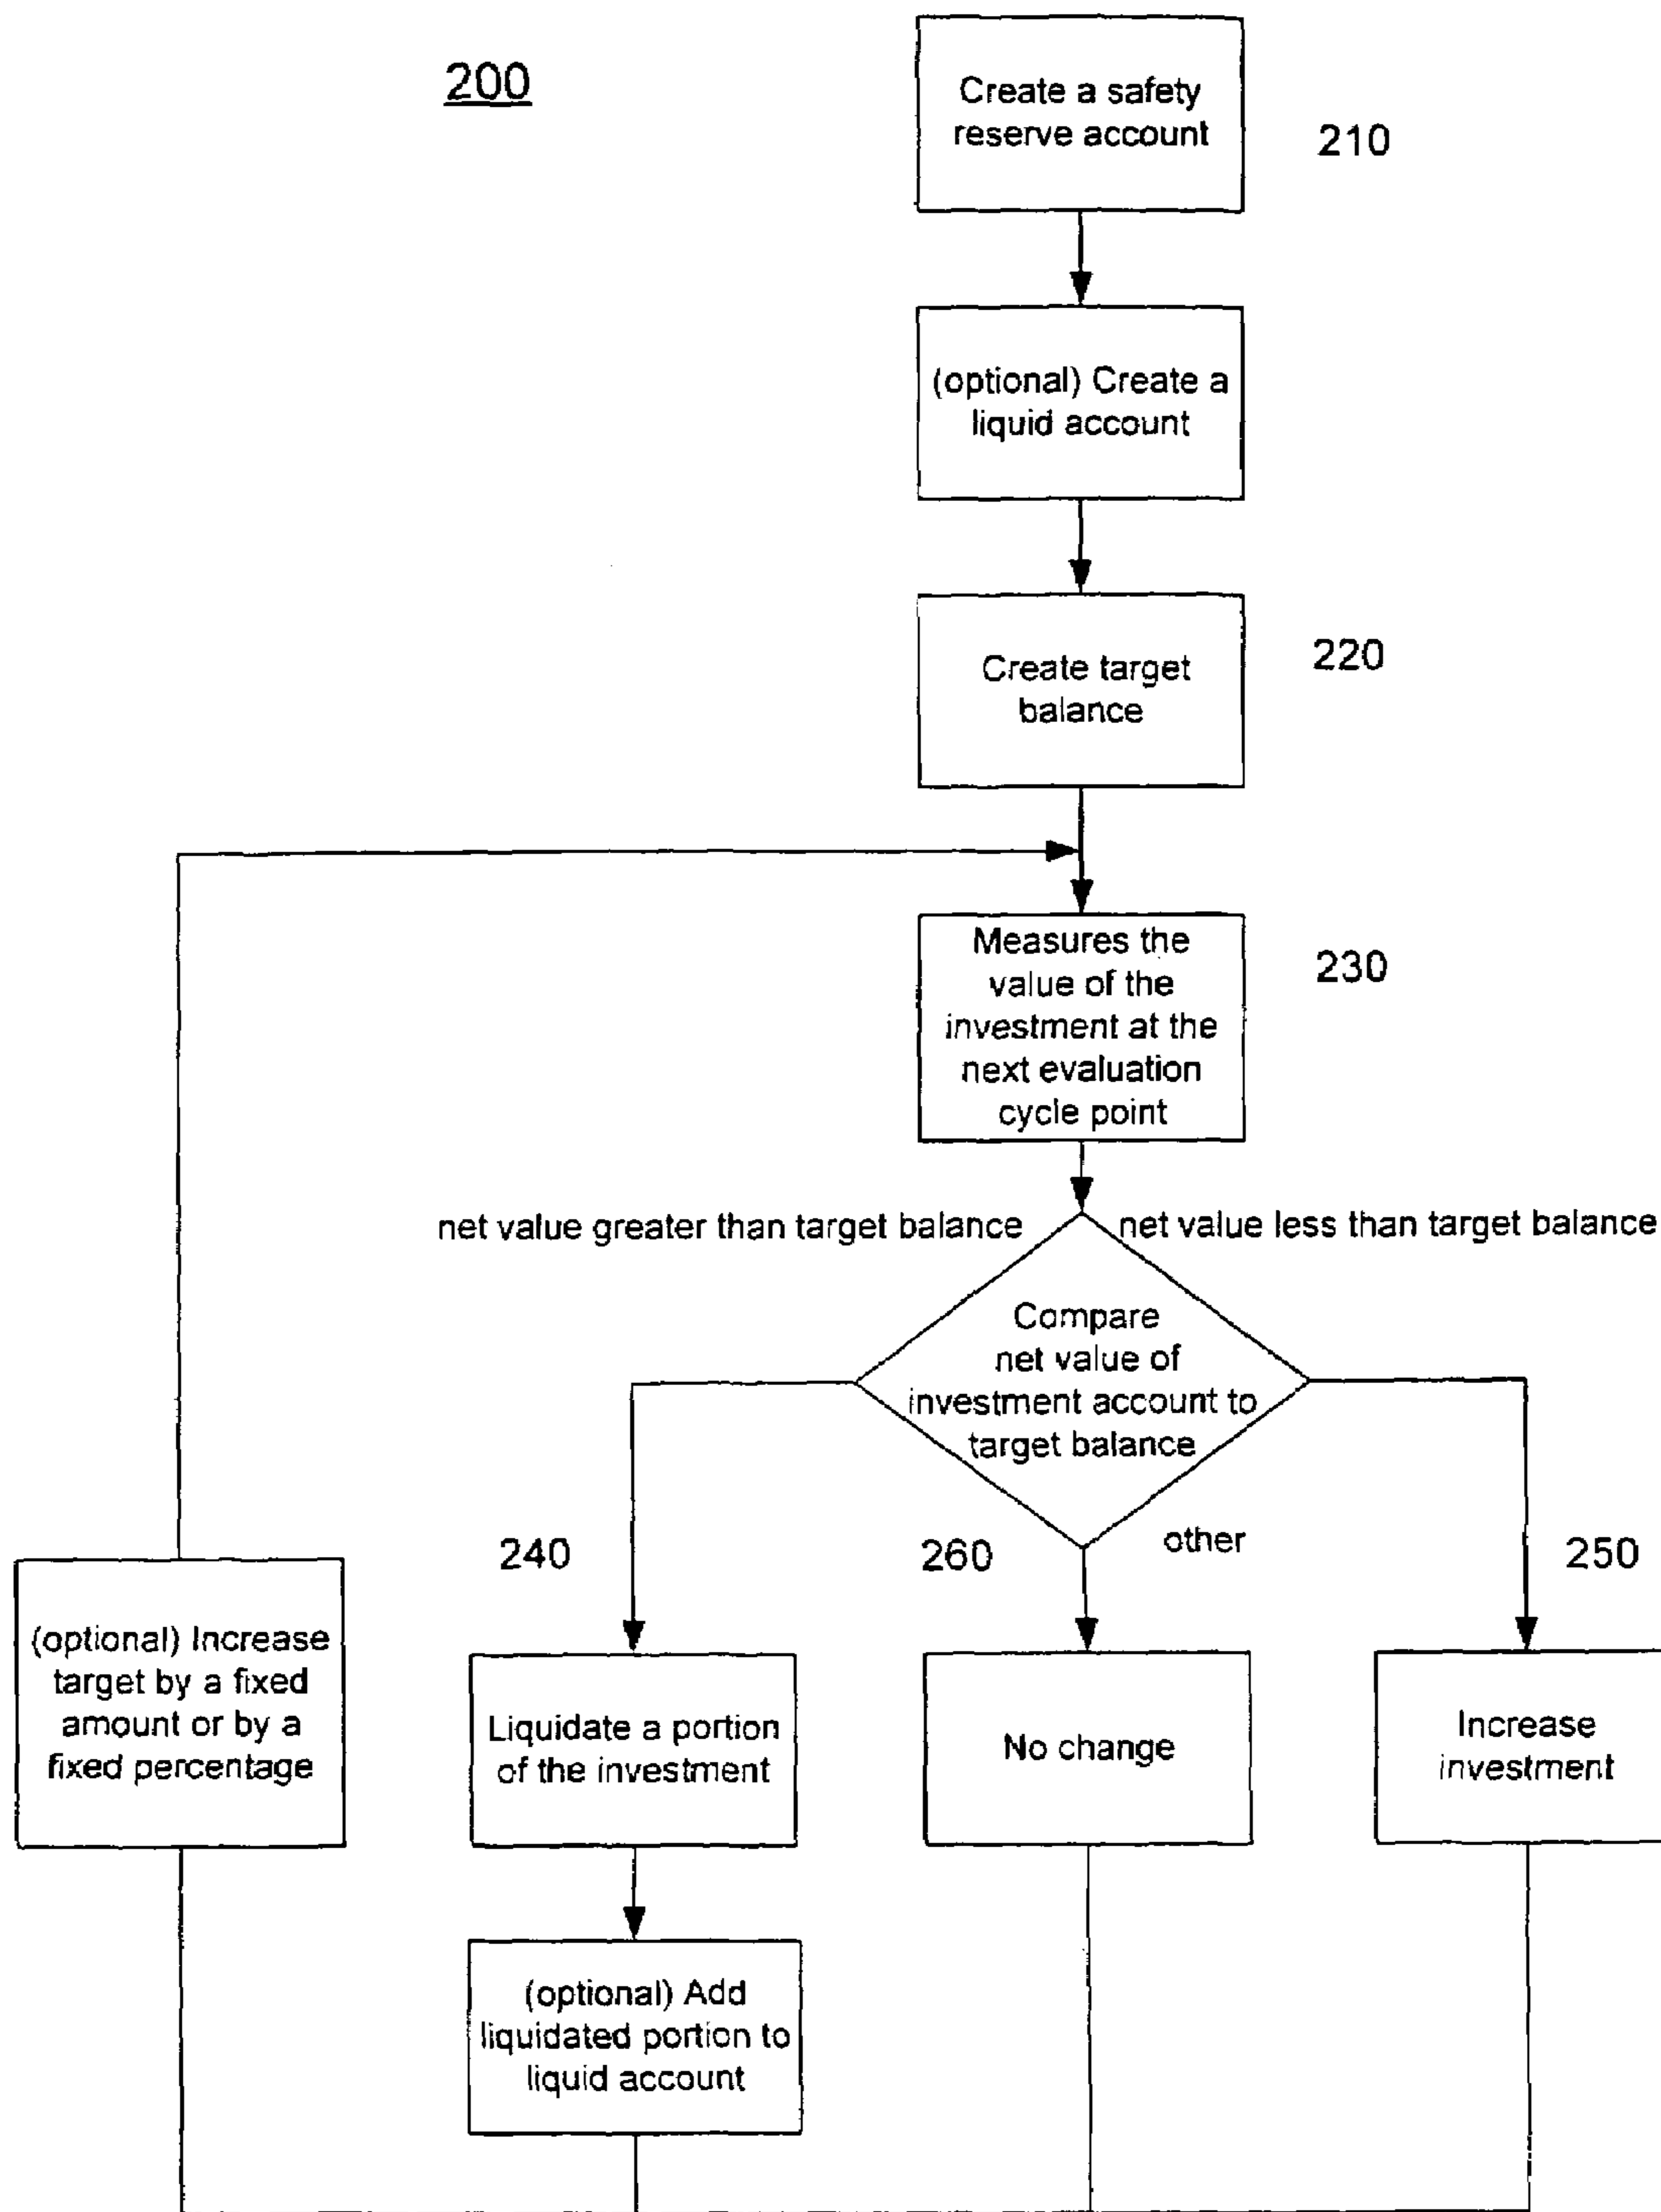 200
Create a safety
reserve account
210
(optional) Create a
liquid account
Create target
balance
220
Measures the
value of the
investment at the
next evaluation
cycle point
230
net value greater than target balance
net value less than target balance
Compare
net value of
investment account to
target balance
240
260
other
250
(optional) Increase
target by a fixed
amount or by a
fixed percentage
Liquidate a portion
of the investment
No change
Increase
investment
(optional) Add
liquidated portion to
liquid account